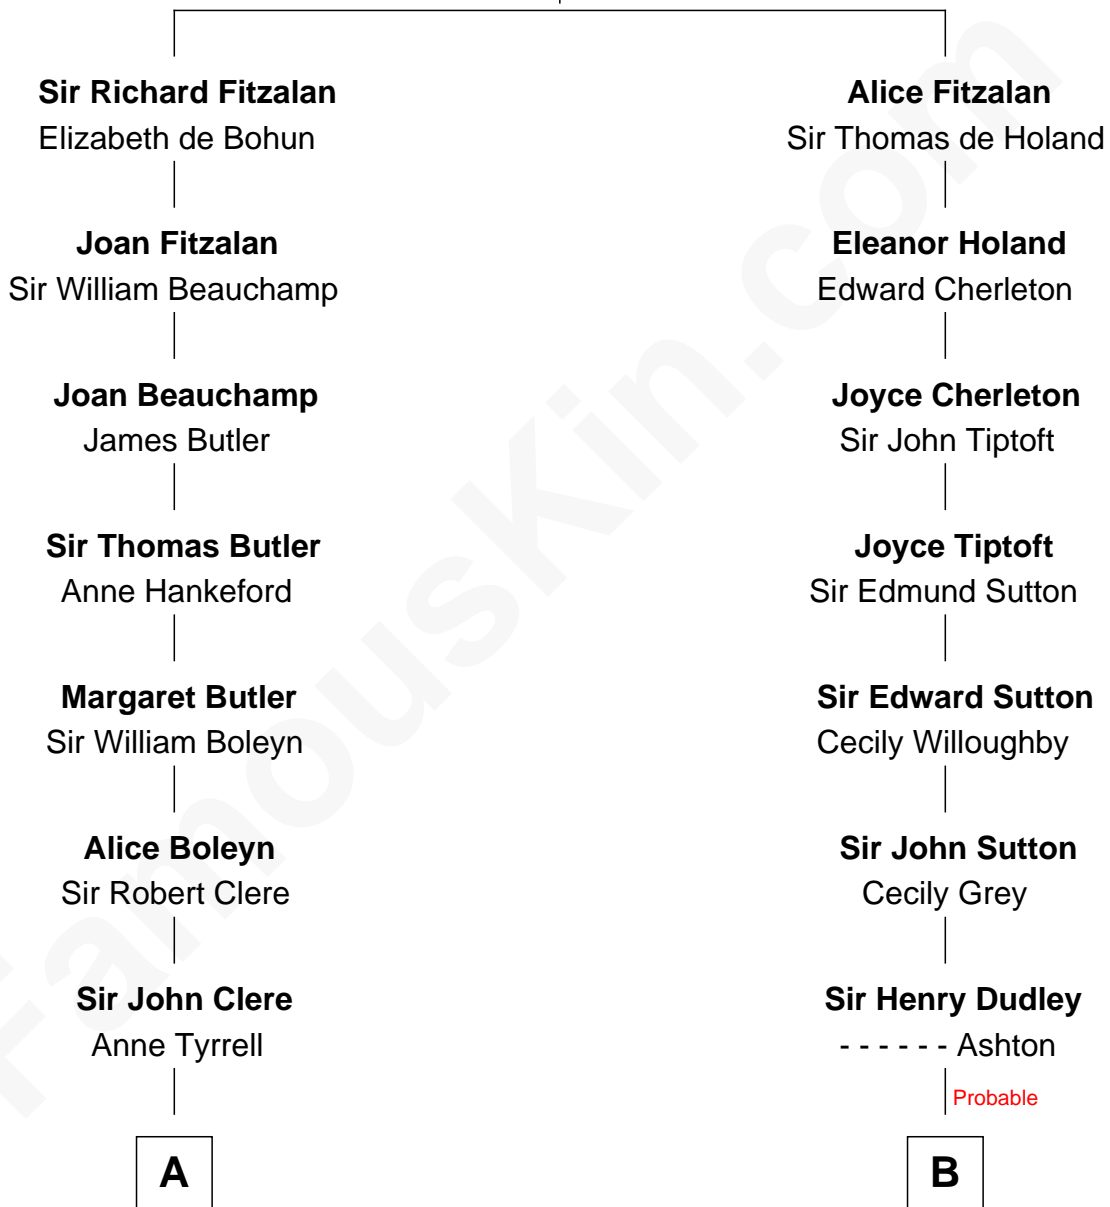 Sir Richard Fitzalan
Elizabeth de Bohun
Joan Fitzalan
Sir William Beauchamp
Joan Beauchamp
James Butler
Sir Thomas Butler
Anne Hankeford
Margaret Butler
Sir William Boleyn
Alice Boleyn
Sir Robert Clere
Sir John Clere
Anne Tyrrell
A
Alice Fitzalan
Sir Thomas de Holand
Eleanor Holand
Edward Cherleton
Joyce Cherleton
Sir John Tiptoft
Joyce Tiptoft
Sir Edmund Sutton
Sir Edward Sutton
Cecily Willoughby
Sir John Sutton
Cecily Grey
Sir Henry Dudley
- - - - - - Ashton
Probable
B
FamousKin.com